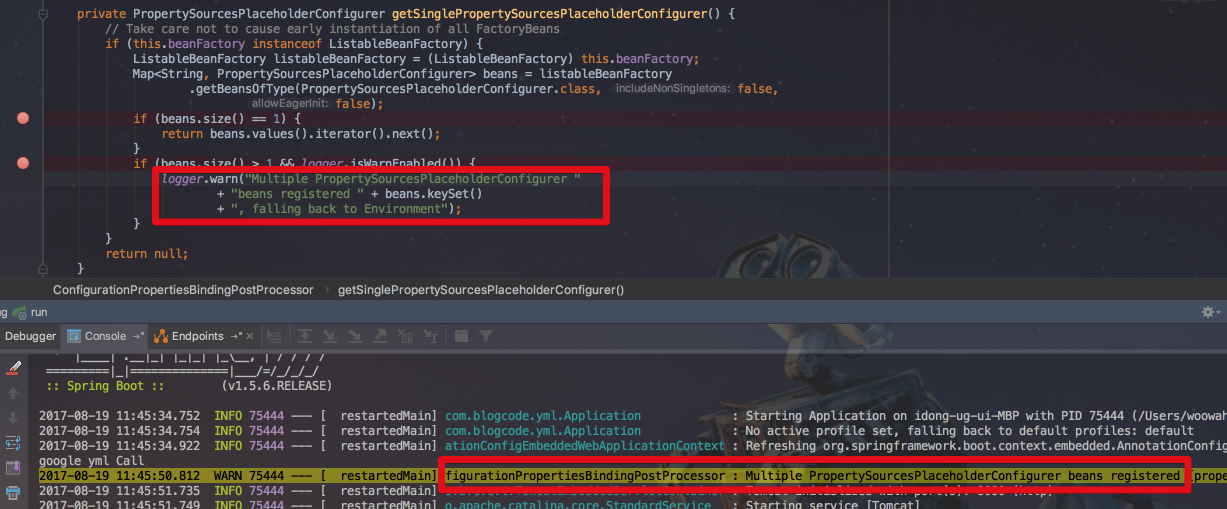 private PropertySourcesPlaceholderConfigurer getSinglePropertySourcesPlaceholderConfigurer() {
// Take care not to cause early instantiation of all FactoryBeans
if (this.beanFactory instanceof ListableBeanFactory) {
ListableBeanFactory listableBeanFactory = (ListableBeanFactory) this.beanFactory;
Map<String, PropertySourcesPlaceholderConfigurer> beans = listableBeanFactory
.getBeansOfType(PropertySourcesPlaceholderConfigurer.class, includeNonSingletons: false,
allowEagerInit: false);
if (beans.size() == 1) {
return beans.values().iterator().next();
}
if (beans.size() > 1 && logger.isWarnEnabled()) {
logger.warn("Multiple PropertySourcesPlaceholderConfigurer "
+ "beans registered " + beans.keySet()
+ ", falling back to Environment");
}
}
return null;
}
ConfigurationPropertiesBindingPostProcessor › getSinglePropertySourcesPlaceholderConfigurer()
run
Debugger Console Endpoints
' |____| .__|_| |_|_| |_\__, | / / / /
=========|_|==============|___/=/_/_/_/
:: Spring Boot :: (v1.5.6.RELEASE)
2017-08-19 11:45:34.752 INFO 75444 --- [ restartedMain] com.blogcode.yml.Application : Starting Application on idong-ug-ui-MBP with PID 75444 (/Users/woowah
2017-08-19 11:45:34.754 INFO 75444 --- [ restartedMain] com.blogcode.yml.Application : No active profile set, falling back to default profiles: default
2017-08-19 11:45:34.922 INFO 75444 --- [ restartedMain] ationConfigEmbeddedWebApplicationContext : Refreshing org.springframework.boot.context.embedded.AnnotationConfig
google yml Call
2017-08-19 11:45:50.812 WARN 75444 --- [ restartedMain] figurationPropertiesBindingPostProcessor : Multiple PropertySourcesPlaceholderConfigurer beans registered [prope
2017-08-19 11:45:51.735 INFO 75444 --- [ restartedMain]
2017-08-19 11:45:51.749 INFO 75444 --- [ restartedMain] o.apache.catalina.core.StandardService : Starting service [Tomcat]